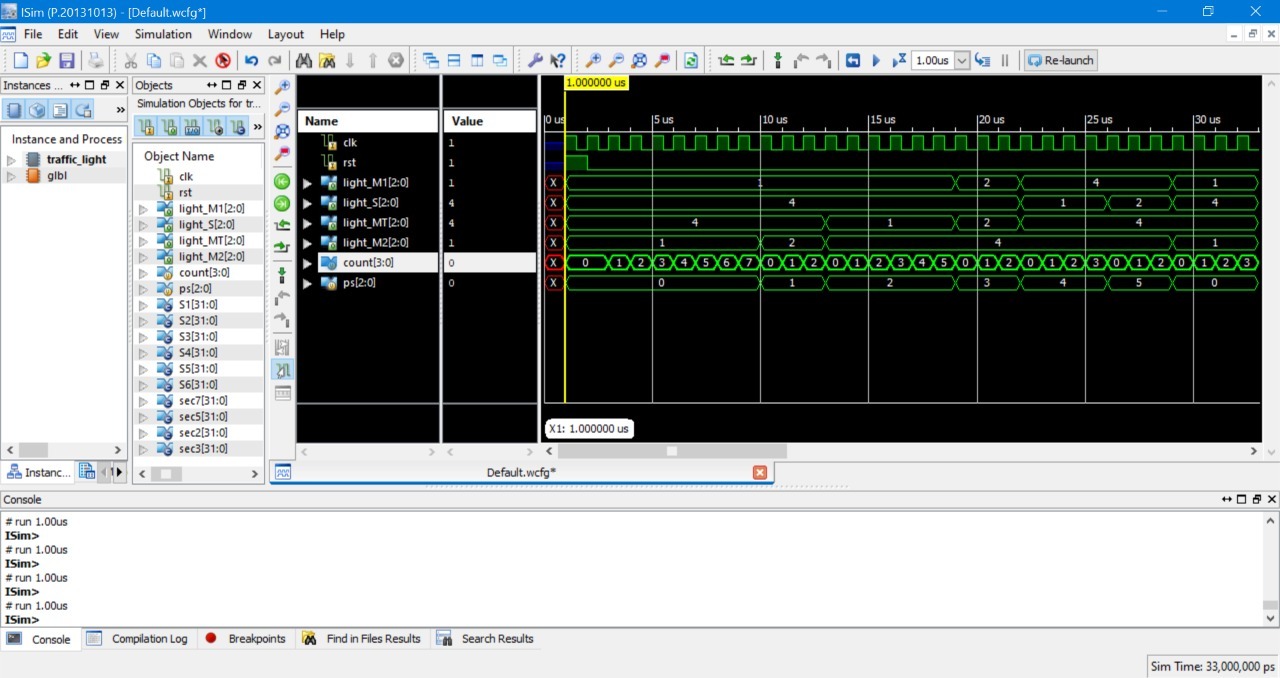 ISim (P.20131013) - [Default.wcfg*]
File Edit View Simulation Window Layout Help
1.00us Re-launch
Instances ...
Instance and Process
traffic_light
glbl
Instanc...
Objects
Simulation Objects for tr...
Object Name
clk
rst
light_M1[2:0]
light_S[2:0]
light_MT[2:0]
light_M2[2:0]
count[3:0]
ps[2:0]
S1[31:0]
S2[31:0]
S3[31:0]
S4[31:0]
S5[31:0]
S6[31:0]
sec7[31:0]
sec5[31:0]
sec2[31:0]
sec3[31:0]
Name Value
clk 1
rst 1
light_M1[2:0] 1
light_S[2:0] 4
light_MT[2:0] 4
light_M2[2:0] 1
count[3:0] 0
ps[2:0] 0
1.000000 us
0 us 5 us 10 us 15 us 20 us 25 us 30 us
X 1 2 4 1
X 4 1 2 4
X 4 1 2 4
X 1 2 4 1
X 0 1 2 3 4 5 6 7 0 1 2 0 1 2 3 4 5 0 1 2 0 1 2 3 0 1 2 0 1 2 3
X 0 1 2 3 4 5 0
X1: 1.000000 us
Default.wcfg*
Console
# run 1.00us
ISim>
# run 1.00us
ISim>
# run 1.00us
ISim>
# run 1.00us
ISim>
Console Compilation Log Breakpoints Find in Files Results Search Results
Sim Time: 33,000,000 ps